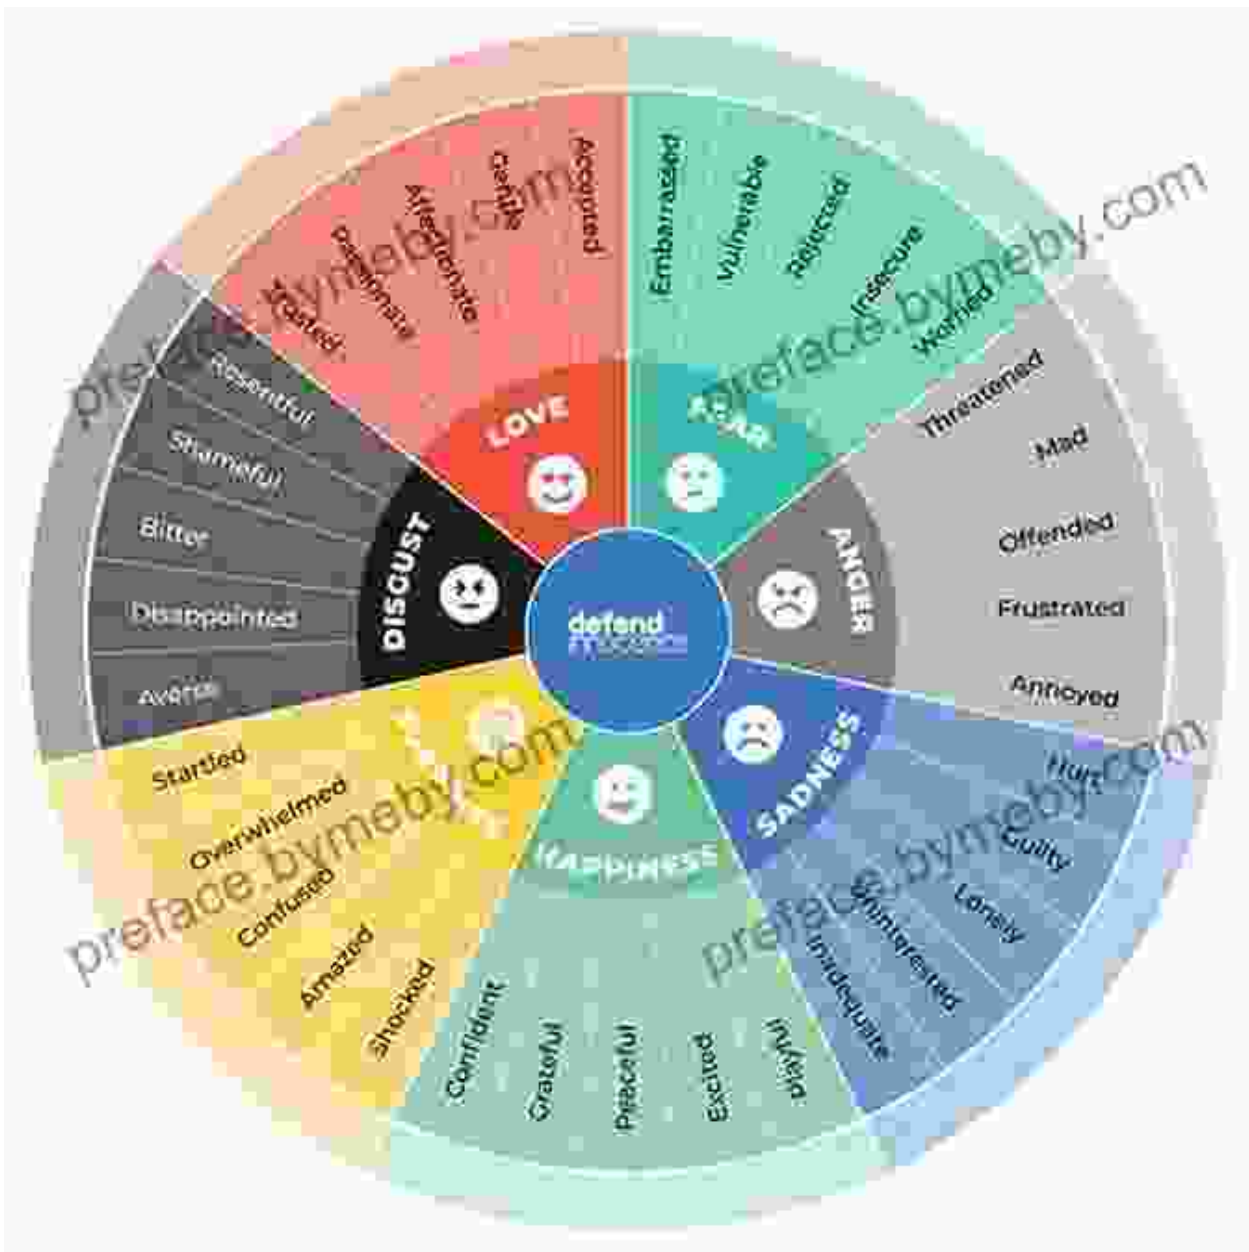 LOVE
Accepted
Gentle
Affectionate
Passionate
Trusted
FEAR
Embarrassed
Vulnerable
Rejected
Insecure
Worried
ANGER
Threatened
Mad
Offended
Frustrated
Annoyed
SADNESS
Hurt
Guilty
Lonely
Uninterested
Inadequate
HAPPINESS
Playful
Excited
Peaceful
Grateful
Confident
Shocked
Amazed
Confused
Overwhelmed
Startled
DISGUST
Averse
Disappointed
Bitter
Shameful
Resentful
defend
preface.bymeby.com
preface.bymeby.com
preface.bymeby.com
preface.bymeby.com